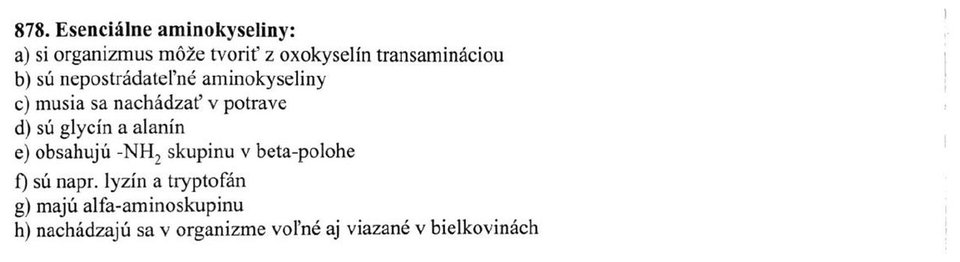 878. Esenciálne aminokyseliny:
a) si organizmus môže tvoriť z oxokyselín transamináciou
b) sú nepostrádateľné aminokyseliny
c) musia sa nachádzať v potrave
d) sú glycín a alanín
e) obsahujú -NH₂ skupinu v beta-polohe
f) sú napr. lyzín a tryptofán
g) majú alfa-aminoskupinu
h) nachádzajú sa v organizme voľné aj viazané v bielkovinách